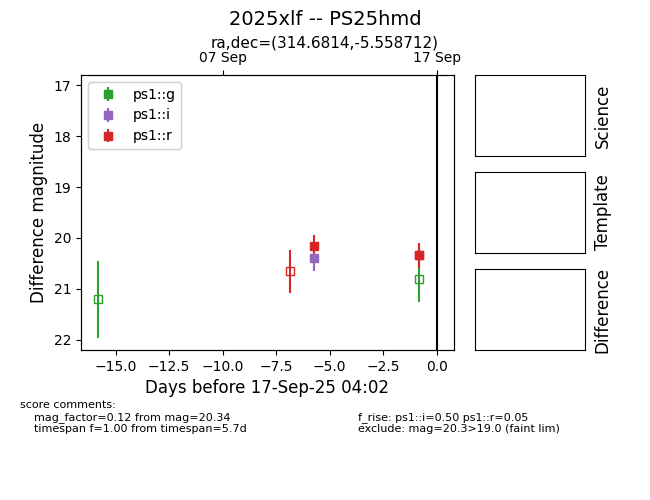 2025xlf -- PS25hmd
ra,dec=(314.6814,-5.558712)
07 Sep 17 Sep
ps1::g
ps1::i
ps1::r
17
18
19
20
21
22
Difference magnitude
−15.0 −12.5 −10.0 −7.5 −5.0 −2.5 0.0
Days before 17-Sep-25 04:02
Science
Template
Difference
score comments:
mag_factor=0.12 from mag=20.34
timespan f=1.00 from timespan=5.7d
f_rise: ps1::i=0.50 ps1::r=0.05
exclude: mag=20.3>19.0 (faint lim)